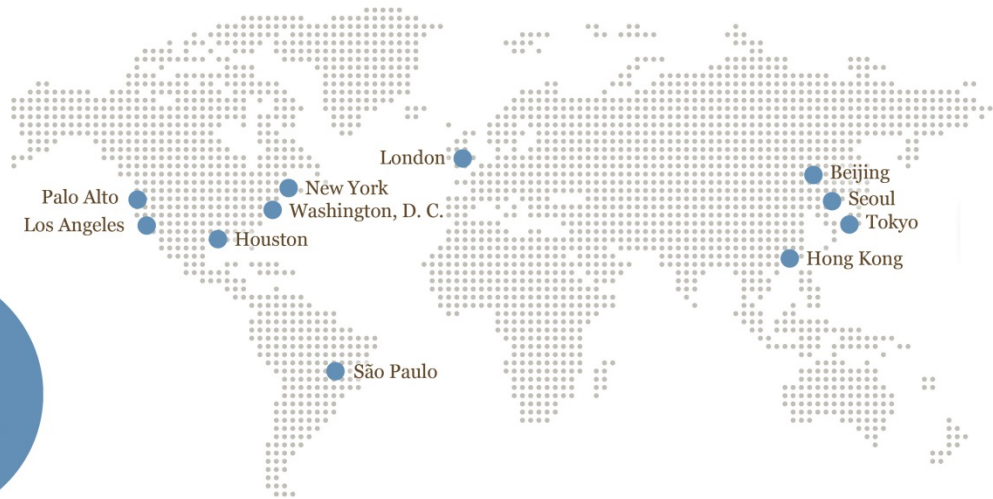 London
Beijing
New York
Palo Alto
Seoul
Washington, D. C.
Tokyo
Los Angeles
Houston
Hong Kong
São Paulo